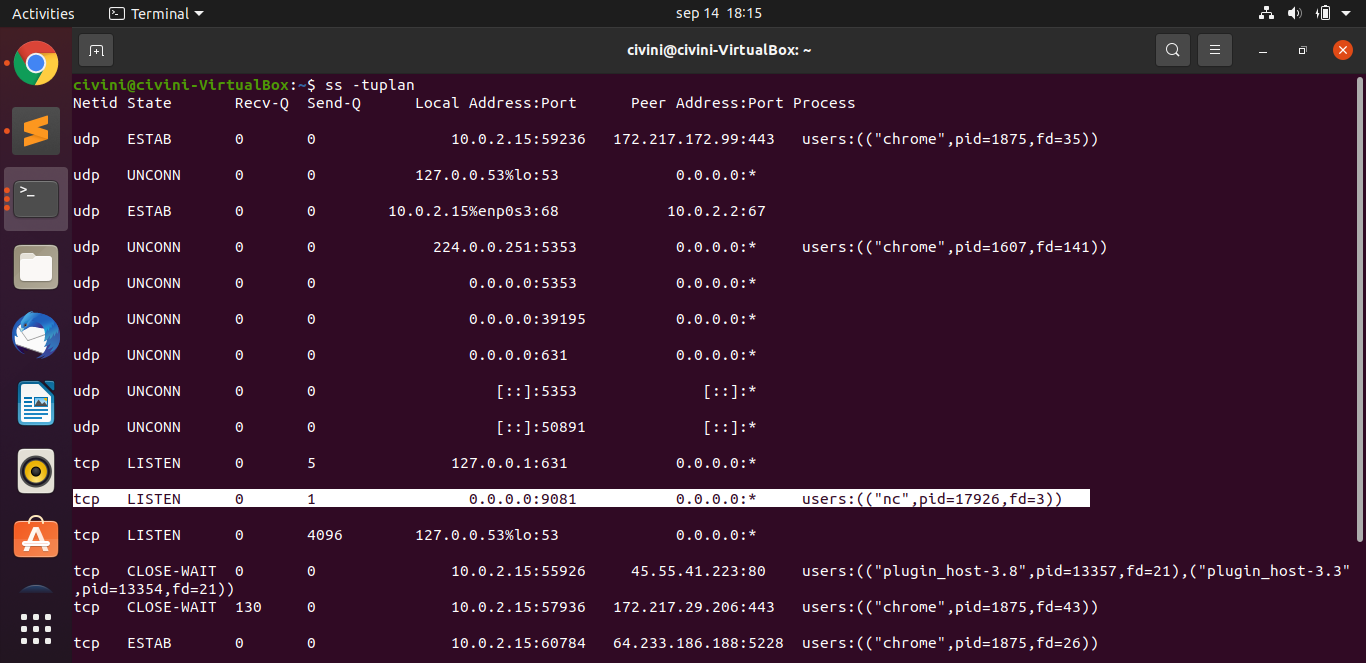 Activities Terminal sep 14 18:15
civini@civini-VirtualBox: ~
civini@civini-VirtualBox:~$ ss -tuplan
Netid State Recv-Q Send-Q Local Address:Port Peer Address:Port Process
udp ESTAB 0 0 10.0.2.15:59236 172.217.172.99:443 users:(("chrome",pid=1875,fd=35))
udp UNCONN 0 0 127.0.0.53%lo:53 0.0.0.0:*
udp ESTAB 0 0 10.0.2.15%enp0s3:68 10.0.2.2:67
udp UNCONN 0 0 224.0.0.251:5353 0.0.0.0:* users:(("chrome",pid=1607,fd=141))
udp UNCONN 0 0 0.0.0.0:5353 0.0.0.0:*
udp UNCONN 0 0 0.0.0.0:39195 0.0.0.0:*
udp UNCONN 0 0 0.0.0.0:631 0.0.0.0:*
udp UNCONN 0 0 [::]:5353 [::]:*
udp UNCONN 0 0 [::]:50891 [::]:*
tcp LISTEN 0 5 127.0.0.1:631 0.0.0.0:*
tcp LISTEN 0 1 0.0.0.0:9081 0.0.0.0:* users:(("nc",pid=17926,fd=3))
tcp LISTEN 0 4096 127.0.0.53%lo:53 0.0.0.0:*
tcp CLOSE-WAIT 0 0 10.0.2.15:55926 45.55.41.223:80 users:(("plugin_host-3.8",pid=13357,fd=21),("plugin_host-3.3"
,pid=13354,fd=21))
tcp CLOSE-WAIT 130 0 10.0.2.15:57936 172.217.29.206:443 users:(("chrome",pid=1875,fd=43))
tcp ESTAB 0 0 10.0.2.15:60784 64.233.186.188:5228 users:(("chrome",pid=1875,fd=26))